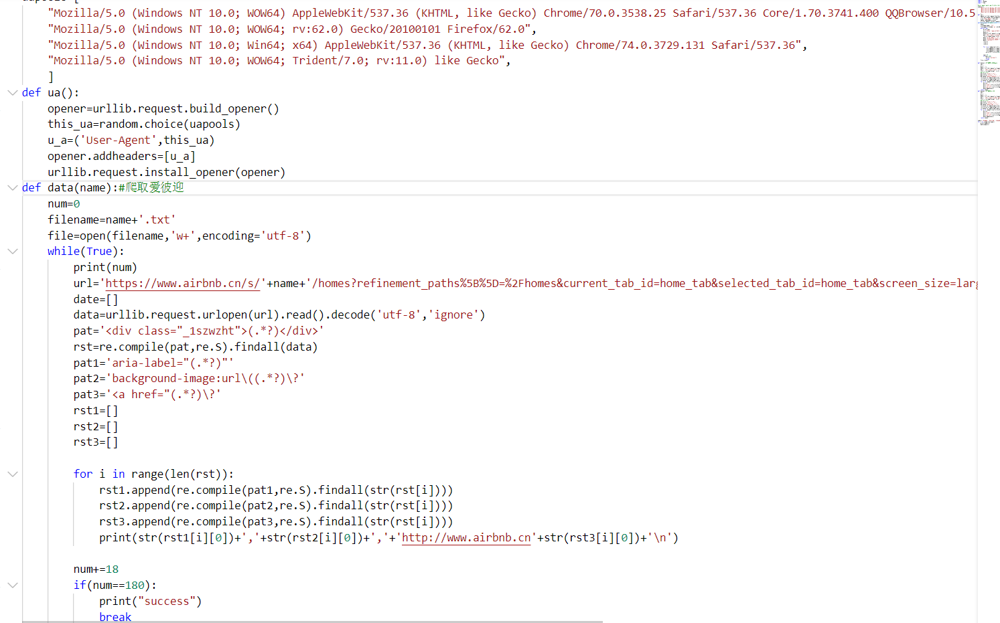 "Mozilla/5.0 (Windows NT 10.0; WOW64) AppleWebKit/537.36 (KHTML, like Gecko) Chrome/70.0.3538.25 Safari/537.36 Core/1.70.3741.400 QQBrowser/10.5
"Mozilla/5.0 (Windows NT 10.0; WOW64; rv:62.0) Gecko/20100101 Firefox/62.0",
"Mozilla/5.0 (Windows NT 10.0; Win64; x64) AppleWebKit/537.36 (KHTML, like Gecko) Chrome/74.0.3729.131 Safari/537.36",
"Mozilla/5.0 (Windows NT 10.0; WOW64; Trident/7.0; rv:11.0) like Gecko",
]
def ua():
opener=urllib.request.build_opener()
this_ua=random.choice(uapools)
u_a=('User-Agent',this_ua)
opener.addheaders=[u_a]
urllib.request.install_opener(opener)
def data(name):#爬取爱彼迎
num=0
filename=name+'.txt'
file=open(filename,'w+',encoding='utf-8')
while(True):
print(num)
url='https://www.airbnb.cn/s/'+name+'/homes?refinement_paths%5B%5D=%2Fhomes&current_tab_id=home_tab&selected_tab_id=home_tab&screen_size=larg
date=[]
data=urllib.request.urlopen(url).read().decode('utf-8','ignore')
pat='<div class="_1szwzht">(.*?)</div>'
rst=re.compile(pat,re.S).findall(data)
pat1='aria-label="(.*?)"'
pat2='background-image:url\((.*?)\?'
pat3='<a href="(.*?)\?'
rst1=[]
rst2=[]
rst3=[]
for i in range(len(rst)):
rst1.append(re.compile(pat1,re.S).findall(str(rst[i])))
rst2.append(re.compile(pat2,re.S).findall(str(rst[i])))
rst3.append(re.compile(pat3,re.S).findall(str(rst[i])))
print(str(rst1[i][0])+','+str(rst2[i][0])+','+'http://www.airbnb.cn'+str(rst3[i][0])+'\n')
num+=18
if(num==180):
print("success")
break